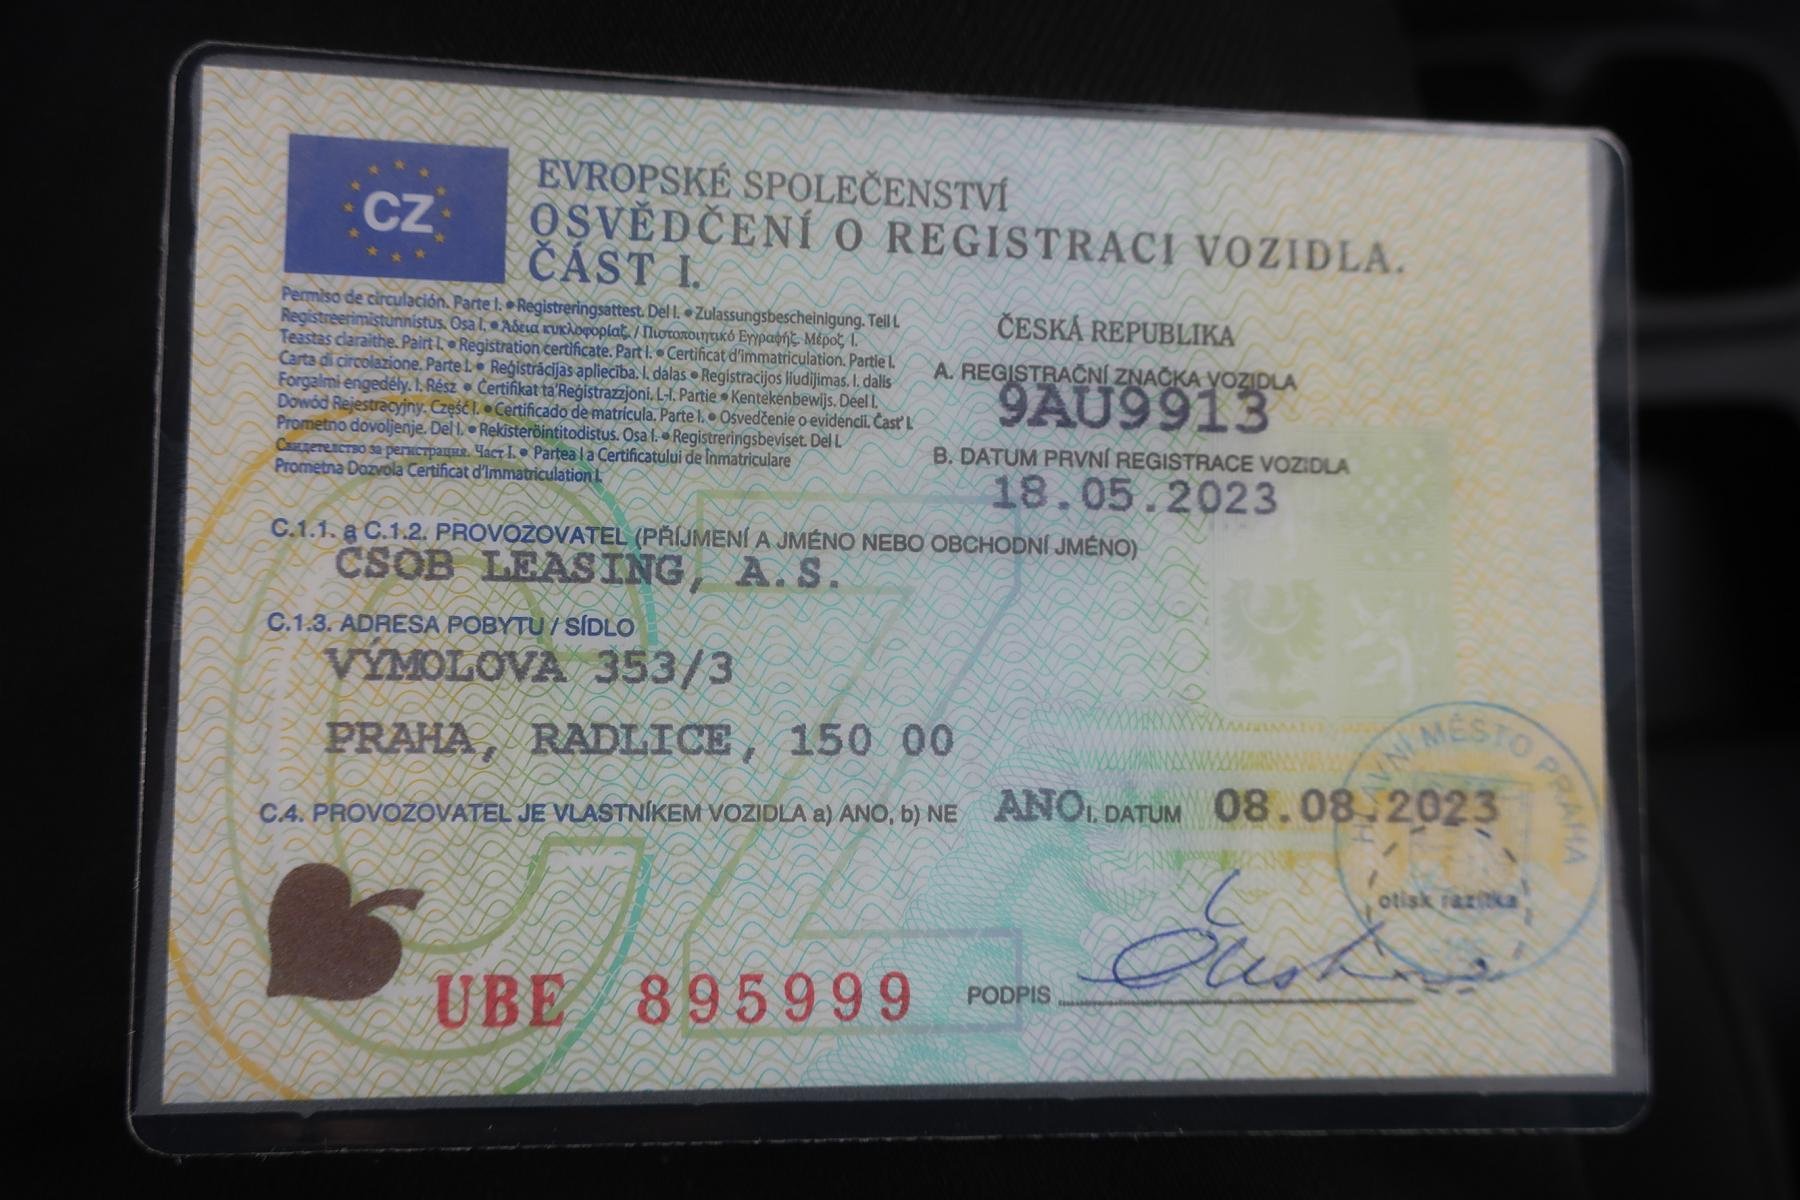 CZ
EVROPSKÉ SPOLEČENSTVÍ
OSVĚDČENÍ O REGISTRACI VOZIDLA.
ČÁST I.
Permiso de circulación. Parte I. • Registreringsattest. Del I. • Zulassungsbescheinigung. Teil I.
Registreerimistunnistus. Osa I. • Άδεια κυκλοφορίας / Πιστοποιητικό Εγγραφής. Μέρος I.
Teastas claraithe. Pairt I. • Registration certificate. Part I. • Certificat d'immatriculation. Partie I.
Carta di circolazione. Parte I. • Reģistrācijas apliecība. I. dalas • Registracijos liudijimas. I. dalis
Forgalmi engedély. I. Rész • Čertifikat ta'Reġistrazzjoni. L-I. Partie • Kentekenbewijs. Deel I.
Dowód Rejestracyjny. Część I. • Certificado de matrícula. Parte I. • Osvedčenie o evidencii. Časť I.
Prometno dovoljenje. Del I. • Rekisteröintitodistus. Osa I. • Registreringsbeviset. Del I.
Свидетелство за регистрация. Част I. • Partea I a Certificatului de Înmatriculare
Prometna Dozvola Certificat d'Immatriculation I.
ČESKÁ REPUBLIKA
A. REGISTRAČNÍ ZNAČKA VOZIDLA
9AU9913
B. DATUM PRVNÍ REGISTRACE VOZIDLA
18.05.2023
C.1.1. a C.1.2. PROVOZOVATEL (PŘÍJMENÍ A JMÉNO NEBO OBCHODNÍ JMÉNO)
ČSOB LEASING, A.S.
C.1.3. ADRESA POBYTU / SÍDLO
VÝMOLOVA 353/3
PRAHA, RADLICE, 150 00
C.4. PROVOZOVATEL JE VLASTNÍKEM VOZIDLA a) ANO, b) NE ANO I. DATUM 08.08.2023
HLAVNÍ MĚSTO PRAHA
otisk razítka
UBE 895999
PODPIS